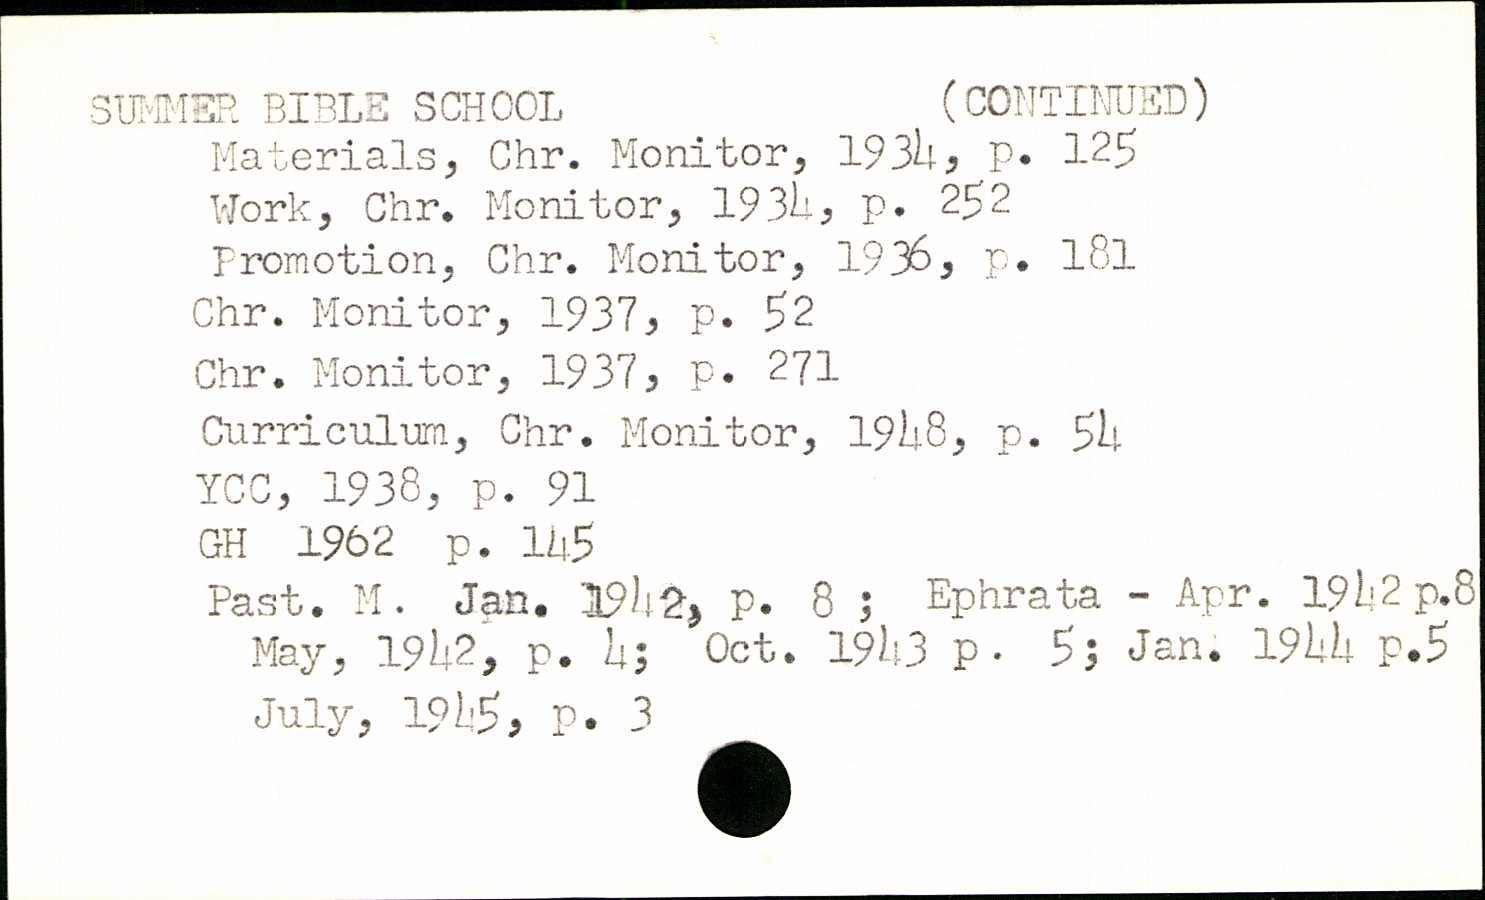 SUMMER BIBLE SCHOOL (CONTINUED)
Materials, Chr. Monitor, 1934, p. 125
Work, Chr. Monitor, 1934, p. 252
Promotion, Chr. Monitor, 1936, p. 181
Chr. Monitor, 1937, p. 52
Chr. Monitor, 1937, p. 271
Curriculum, Chr. Monitor, 1948, p. 54
YCC, 1938, p. 91
GH 1962 p. 145
Past. M. Jan. 1942, p. 8 ; Ephrata - Apr. 1942 p.8
May, 1942, p. 4; Oct. 1943 p. 5; Jan. 1944 p.5
July, 1945, p. 3